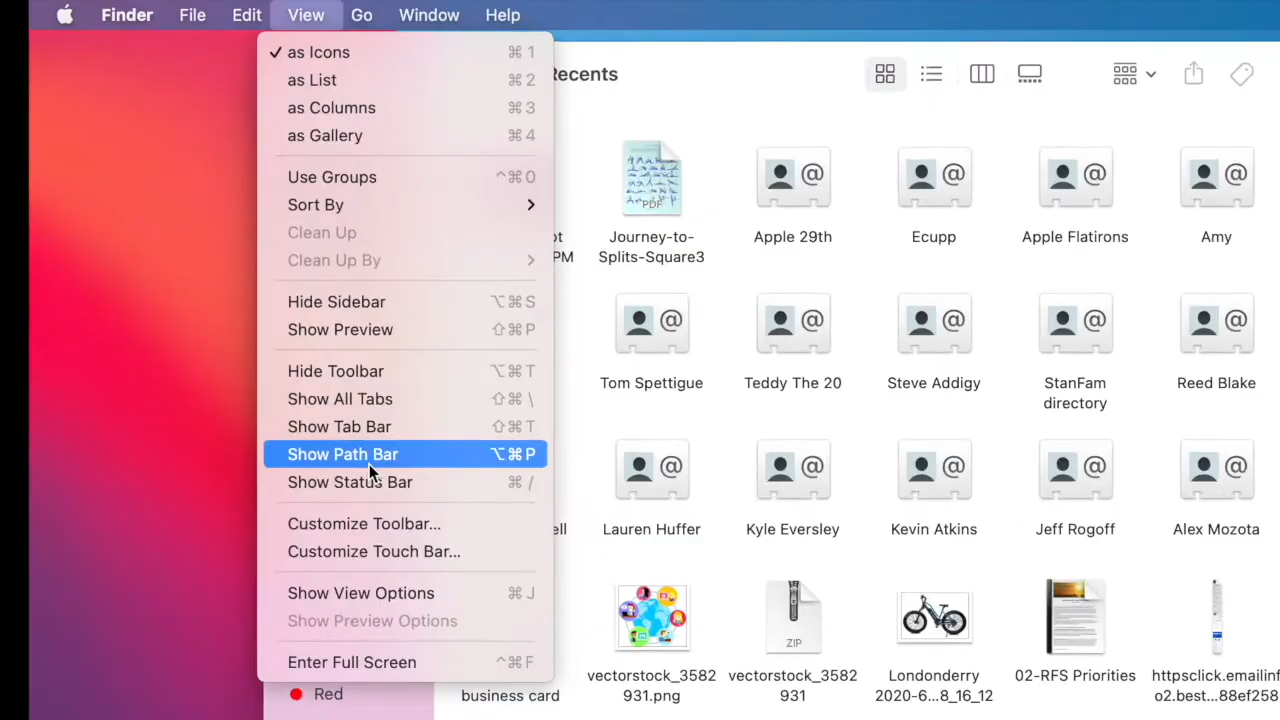 Finder File Edit View Go Window Help
✓ as Icons ⌘ 1
as List ⌘ 2
as Columns ⌘ 3
as Gallery ⌘ 4
Use Groups ^⌘ 0
Sort By >
Clean Up
Clean Up By >
Hide Sidebar ⌥⌘ S
Show Preview ⇧⌘ P
Hide Toolbar ⌥⌘ T
Show All Tabs ⇧⌘ \
Show Tab Bar ⇧⌘ T
Show Path Bar ⌥⌘ P
Show Status Bar ⌘ /
Customize Toolbar...
Customize Touch Bar...
Show View Options ⌘ J
Show Preview Options
Enter Full Screen ^⌘ F
Red
Recents
PDF
Journey-to-
Splits-Square3
@
Apple 29th
@
Ecupp
@
Apple Flatirons
@
Amy
PM
@
Tom Spettigue
@
Teddy The 20
@
Steve Addigy
@
StanFam
directory
@
Reed Blake
@
Lauren Huffer
@
Kyle Eversley
@
Kevin Atkins
@
Jeff Rogoff
@
Alex Mozota
business card
vectorstock_3582
931.png
ZIP
vectorstock_3582
931
Londonderry
2020-6...8_16_12
02-RFS Priorities
httpsclick.emailinf
o2.best...88ef258